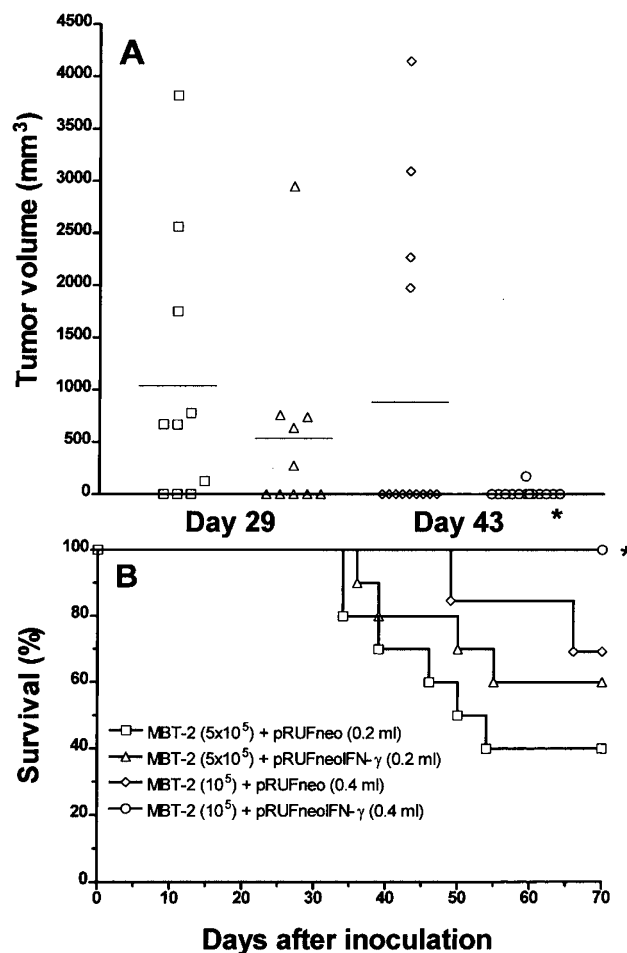 A
Tumor volume (mm³)
4500
4000
3500
3000
2500
2000
1500
1000
500
0
Day 29
Day 43
*
B
Survival (%)
100
80
60
40
20
0
*
MBT-2 (5x10⁵) + pRUFneo (0.2 ml)
MBT-2 (5x10⁵) + pRUFneoIFN-γ (0.2 ml)
MBT-2 (10⁵) + pRUFneo (0.4 ml)
MBT-2 (10⁵) + pRUFneoIFN-γ (0.4 ml)
0 10 20 30 40 50 60 70
Days after inoculation